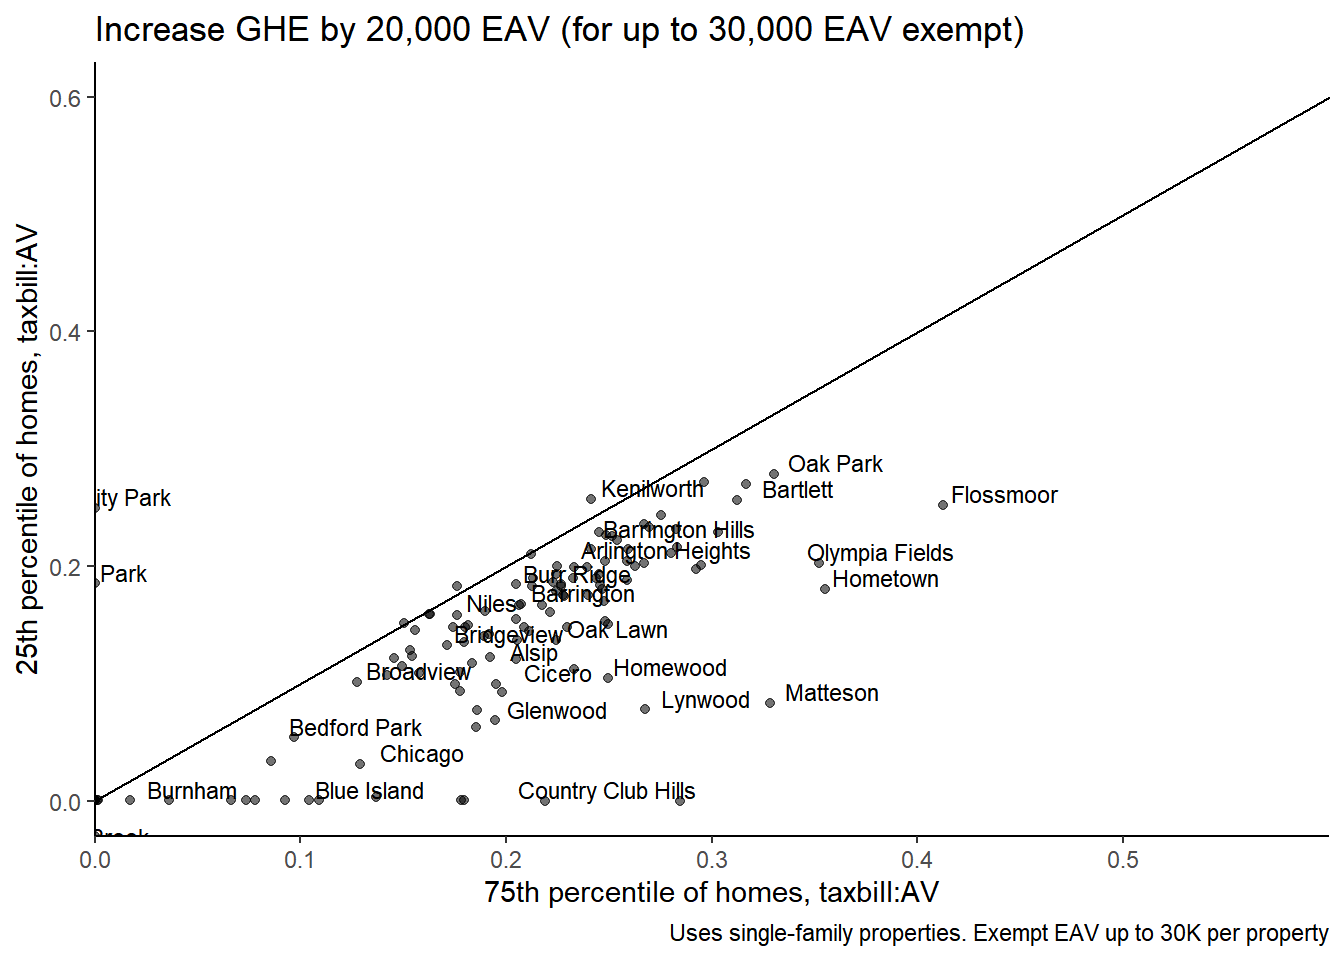 Increase GHE by 20,000 EAV (for up to 30,000 EAV exempt)
0.6
0.4
0.2
0.0
25th percentile of homes, taxbill:AV
Oak Park
Kenilworth
Bartlett
Flossmoor
ity Park
Barrington Hills
Arlington Heights
Olympia Fields
Park
Burr Ridge
Hometown
Barrington
Niles
Bridgeview
Oak Lawn
Alsip
Broadview
Cicero
Homewood
Matteson
Lynwood
Glenwood
Bedford Park
Chicago
Burnham
Blue Island
Country Club Hills
Brook
0.0
0.1
0.2
0.3
0.4
0.5
75th percentile of homes, taxbill:AV
Uses single-family properties. Exempt EAV up to 30K per property